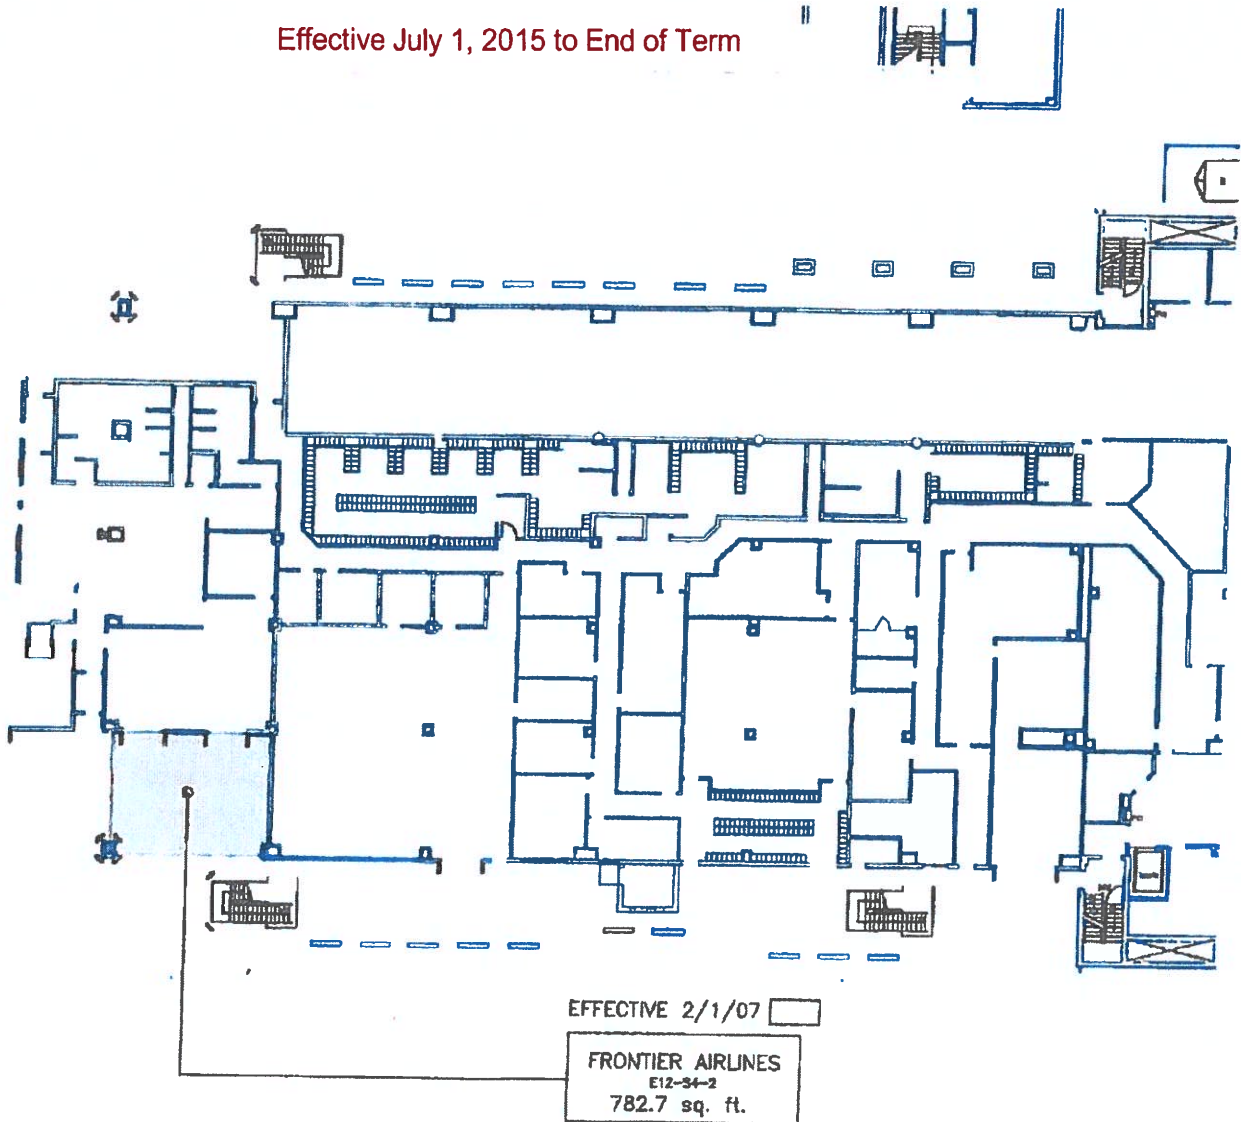 Effective July 1, 2015 to End of Term
EFFECTIVE 2/1/07
FRONTIER AIRLINES
E12-S4-2
782.7 sq. ft.